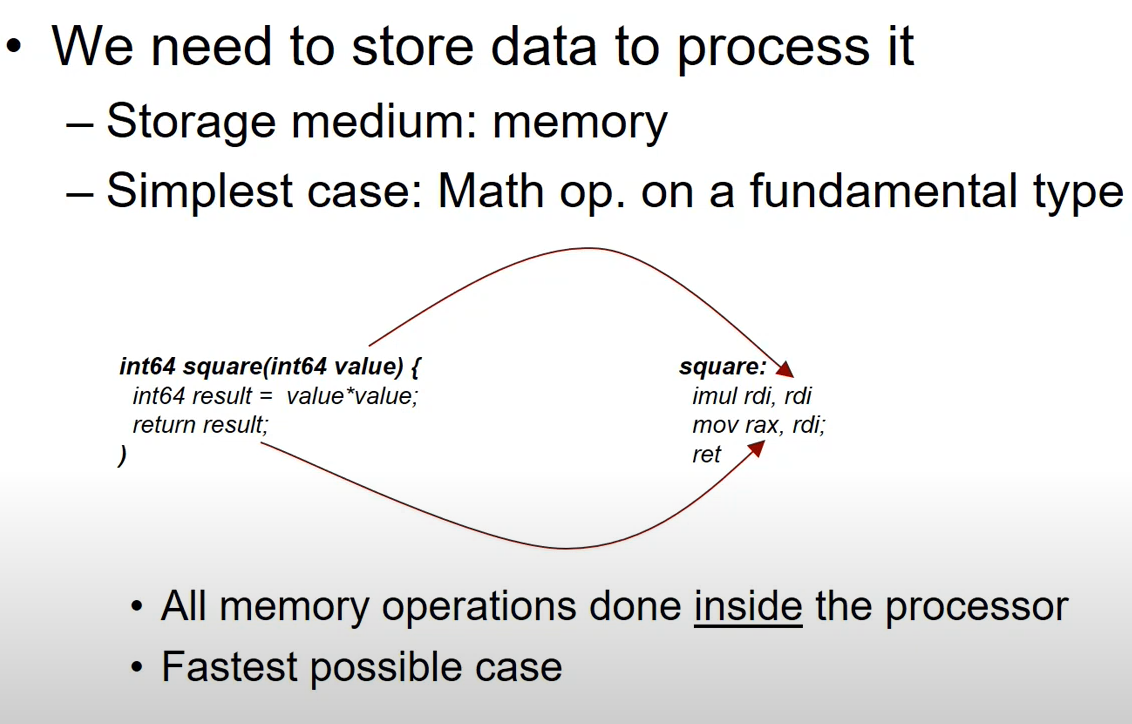 • We need to store data to process it
– Storage medium: memory
– Simplest case: Math op. on a fundamental type
int64 square(int64 value) {
int64 result =  value*value;
return result;
)
square:
imul rdi, rdi
mov rax, rdi;
ret
• All memory operations done inside the processor
• Fastest possible case